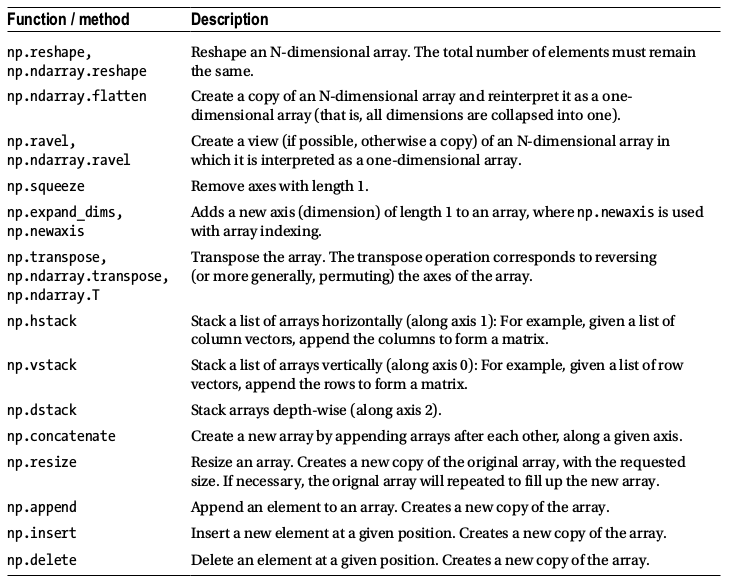 Function / method Description
np.reshape, Reshape an N-dimensional array. The total number of elements must remain
np.ndarray.reshape the same.
np.ndarray.flatten Create a copy of an N-dimensional array and reinterpret it as a one-
dimensional array (that is, all dimensions are collapsed into one).
np.ravel, Create a view (if possible, otherwise a copy) of an N-dimensional array in
np.ndarray.ravel which it is interpreted as a one-dimensional array.
np.squeeze Remove axes with length 1.
np.expand_dims, Adds a new axis (dimension) of length 1 to an array, where np.newaxis is used
np.newaxis with array indexing.
np.transpose, Transpose the array. The transpose operation corresponds to reversing
np.ndarray.transpose, (or more generally, permuting) the axes of the array.
np.ndarray.T
np.hstack Stack a list of arrays horizontally (along axis 1): For example, given a list of
column vectors, append the columns to form a matrix.
np.vstack Stack a list of arrays vertically (along axis 0): For example, given a list of row
vectors, append the rows to form a matrix.
np.dstack Stack arrays depth-wise (along axis 2).
np.concatenate Create a new array by appending arrays after each other, along a given axis.
np.resize Resize an array. Creates a new copy of the original array, with the requested
size. If necessary, the orignal array will repeated to fill up the new array.
np.append Append an element to an array. Creates a new copy of the array.
np.insert Insert a new element at a given position. Creates a new copy of the array.
np.delete Delete an element at a given position. Creates a new copy of the array.